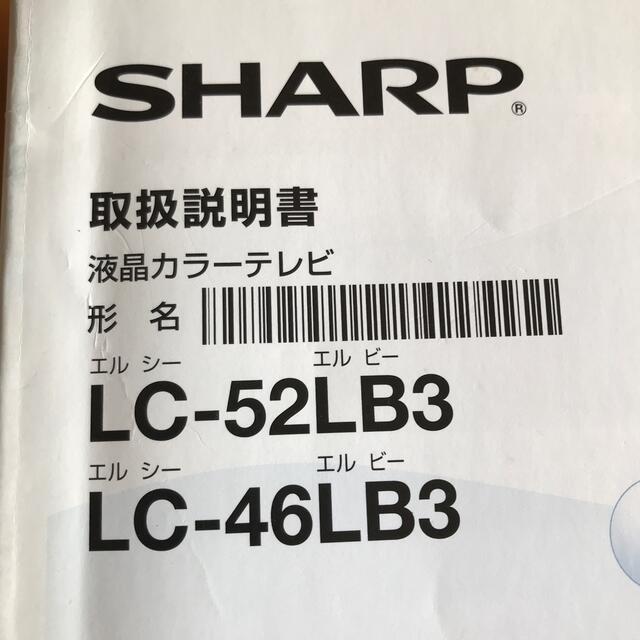 SHARP®
取扱説明書
液晶カラーテレビ
形 名
エル シー エル ビー
LC-52LB3
エル シー エル ビー
LC-46LB3